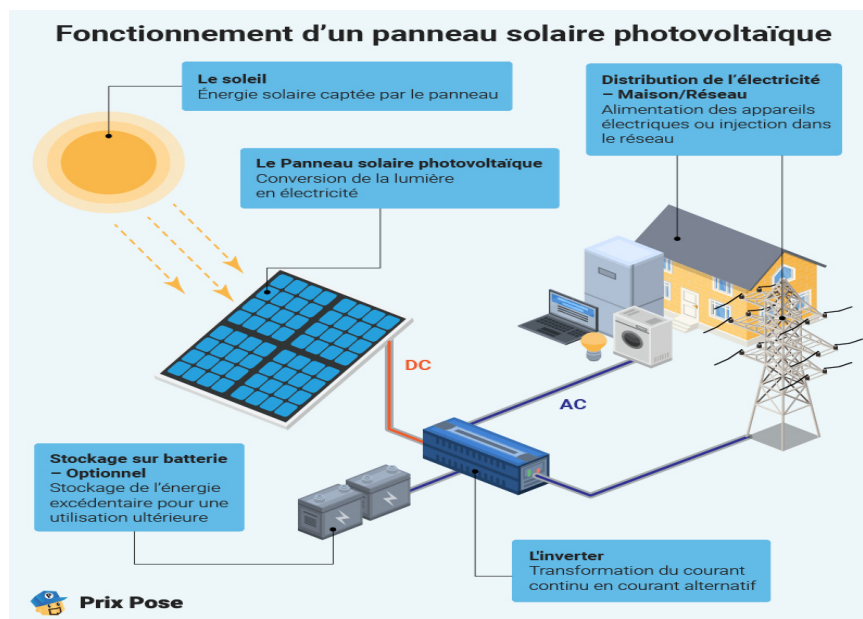 Fonctionnement d’un panneau solaire photovoltaïque
Le soleil
Énergie solaire captée par le panneau
Distribution de l’électricité
– Maison/Réseau
Alimentation des appareils
électriques ou injection dans
le réseau
Le Panneau solaire photovoltaïque
Conversion de la lumière
en électricité
DC
AC
Stockage sur batterie
– Optionnel
Stockage de l’énergie
excédentaire pour une
utilisation ultérieure
L'inverter
Transformation du courant
continu en courant alternatif
Prix Pose